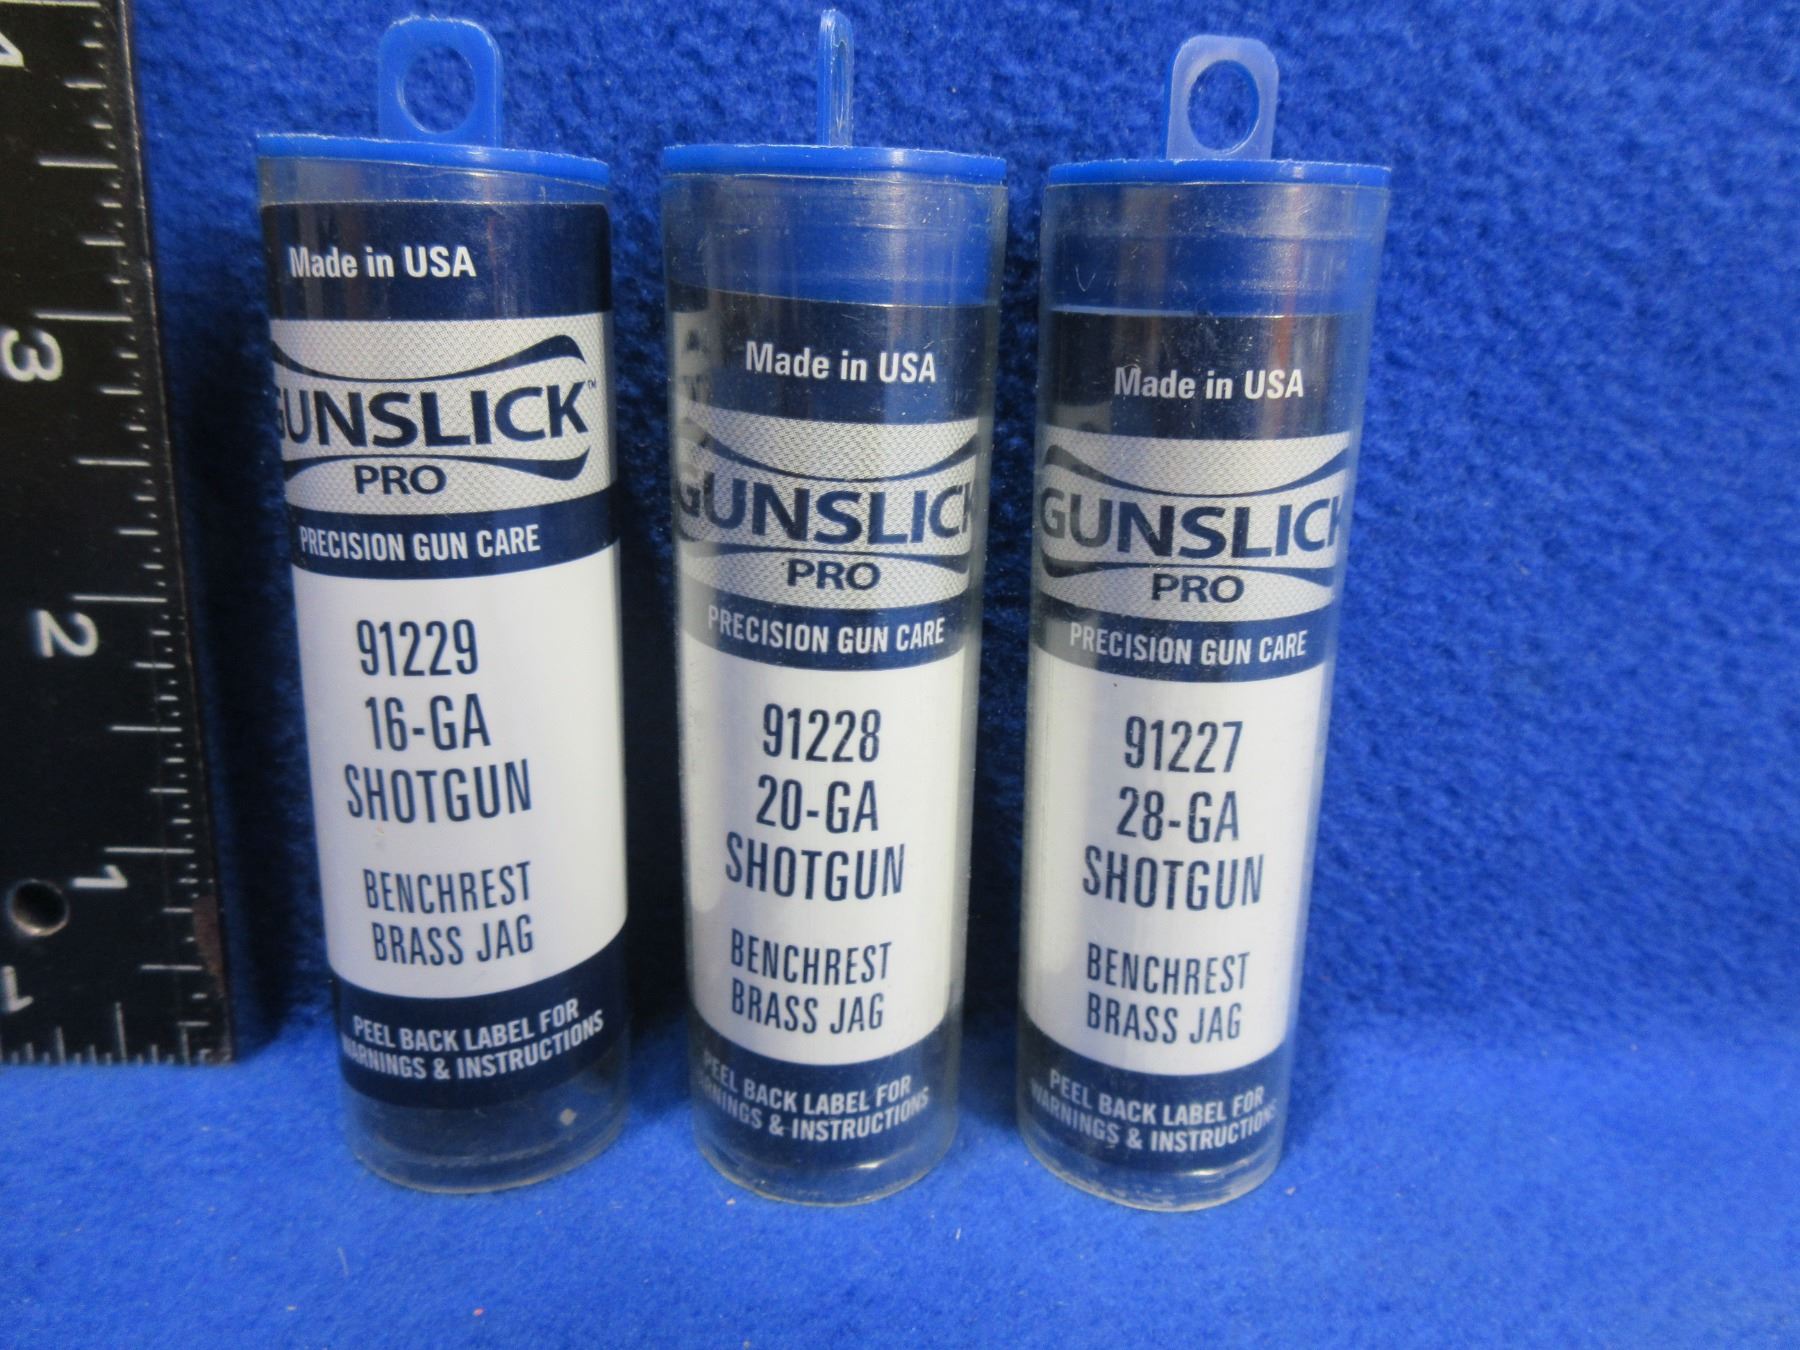 4
3
2
1
1
Made in USA
GUNSLICK™
PRO
PRECISION GUN CARE
91229
16-GA
SHOTGUN
BENCHREST
BRASS JAG
PEEL BACK LABEL FOR
WARNINGS & INSTRUCTIONS
Made in USA
GUNSLICK
PRO
PRECISION GUN CARE
91228
20-GA
SHOTGUN
BENCHREST
BRASS JAG
PEEL BACK LABEL FOR
WARNINGS & INSTRUCTIONS
Made in USA
GUNSLICK
PRO
PRECISION GUN CARE
91227
28-GA
SHOTGUN
BENCHREST
BRASS JAG
PEEL BACK LABEL FOR
WARNINGS & INSTRUCTIONS